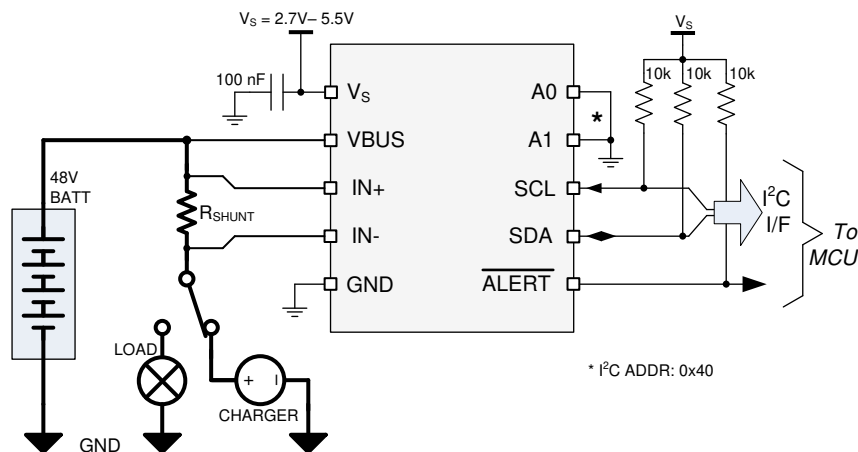 VS = 2.7V– 5.5V
VS
100 nF
10k
10k
10k
VS
A0
*
VBUS
A1
48V
BATT
IN+
SCL
RSHUNT
I²C
I/F
IN-
SDA
To
MCU
GND
ALERT
LOAD
* I²C ADDR: 0x40
+
I
CHARGER
GND